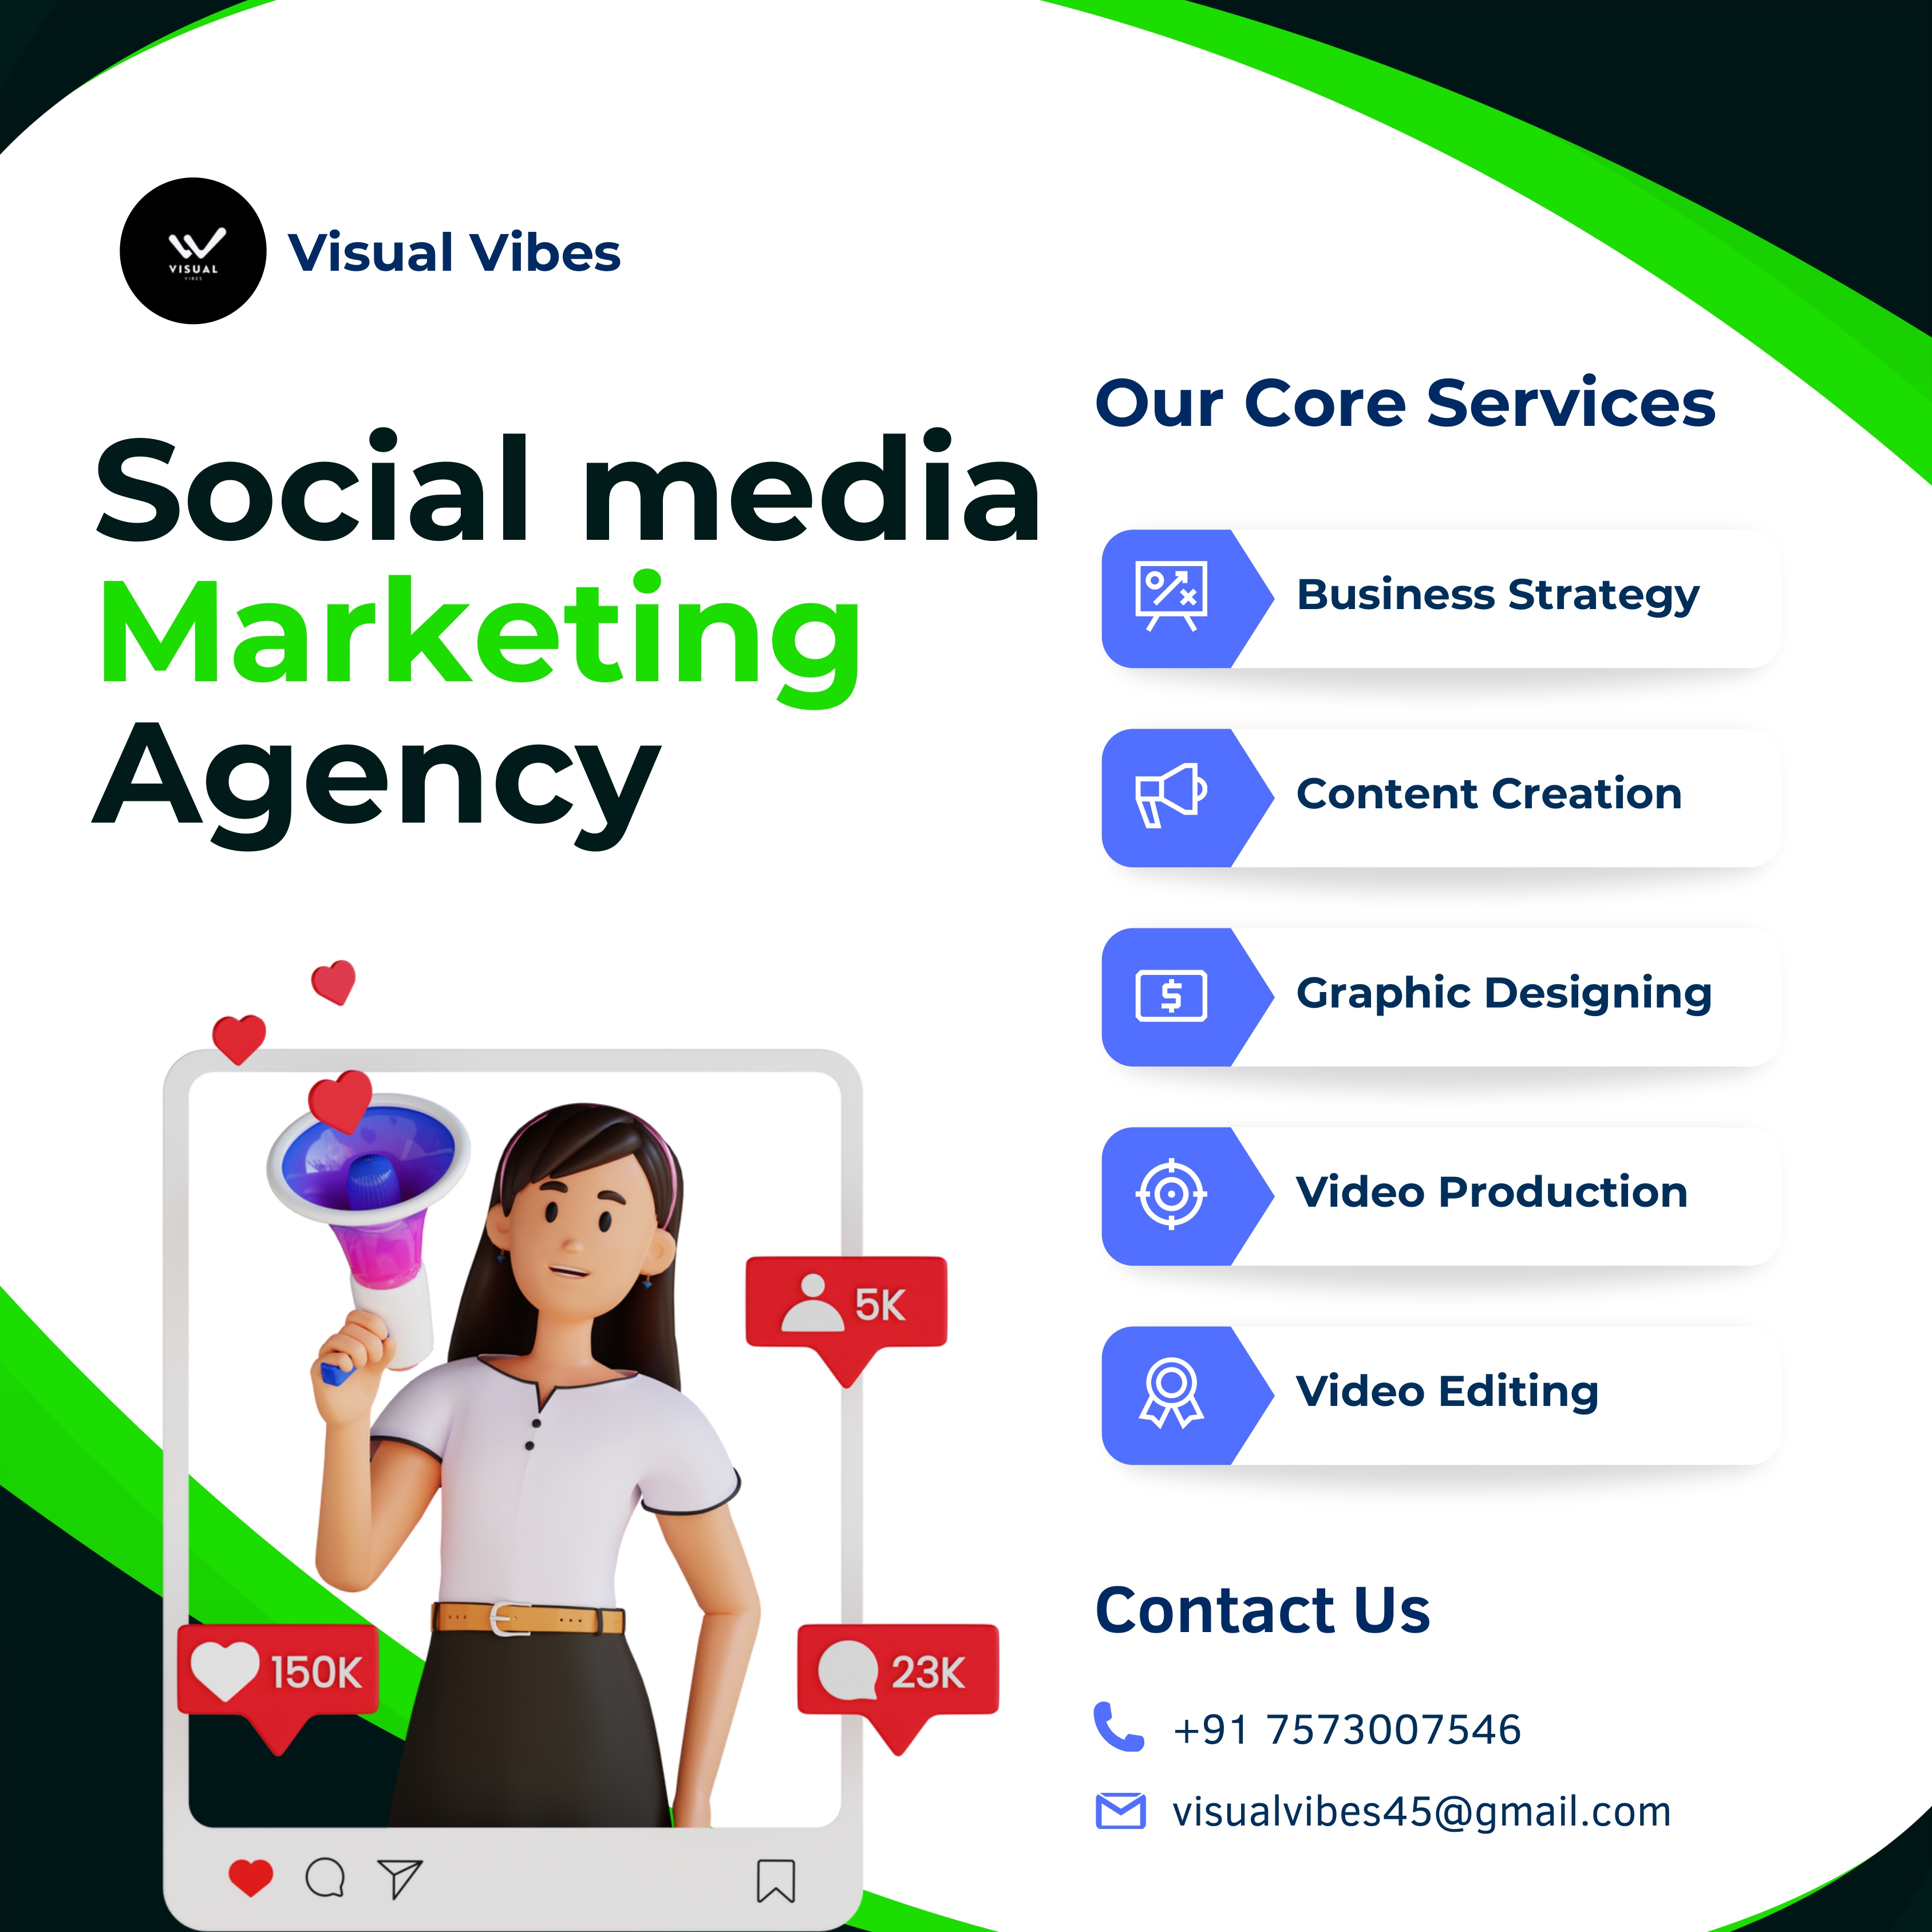 VISUAL
VIBES
Visual Vibes
Social media
Marketing
Agency
5K
150K
23K
Our Core Services
Business Strategy
Content Creation
$
Graphic Designing
Video Production
Video Editing
Contact Us
+91 7573007546
visualvibes45@gmail.com